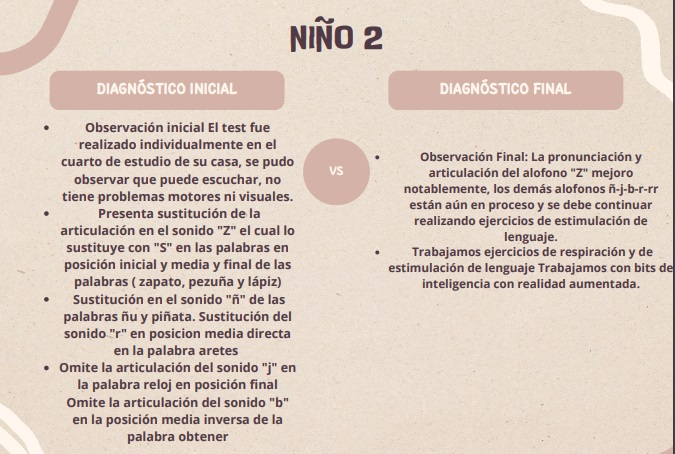 NIÑO 2
DIAGNÓSTICO INICIAL
• Observación inicial El test fue
realizado individualmente en el
cuarto de estudio de su casa, se pudo
observar que puede escuchar, no
tiene problemas motores ni visuales.
• Presenta sustitución de la
articulación en el sonido "Z" el cual lo
sustituye con "S" en las palabras en
posición inicial y media y final de las
palabras ( zapato, pezuña y lápiz)
• Sustitución en el sonido "ñ" de las
palabras ñu y piñata. Sustitución del
sonido "r" en posicion media directa
en la palabra aretes
• Omite la articulación del sonido "j" en
la palabra reloj en posición final
Omite la articulación del sonido "b"
en la posición media inversa de la
palabra obtener
VS
DIAGNÓSTICO FINAL
• Observación Final: La pronunciación y
articulación del alofono "Z" mejoro
notablemente, los demás alofonos ñ-j-b-r-rr
están aún en proceso y se debe continuar
realizando ejercicios de estimulación de
lenguaje.
• Trabajamos ejercicios de respiración y de
estimulación de lenguaje Trabajamos con bits de
inteligencia con realidad aumentada.